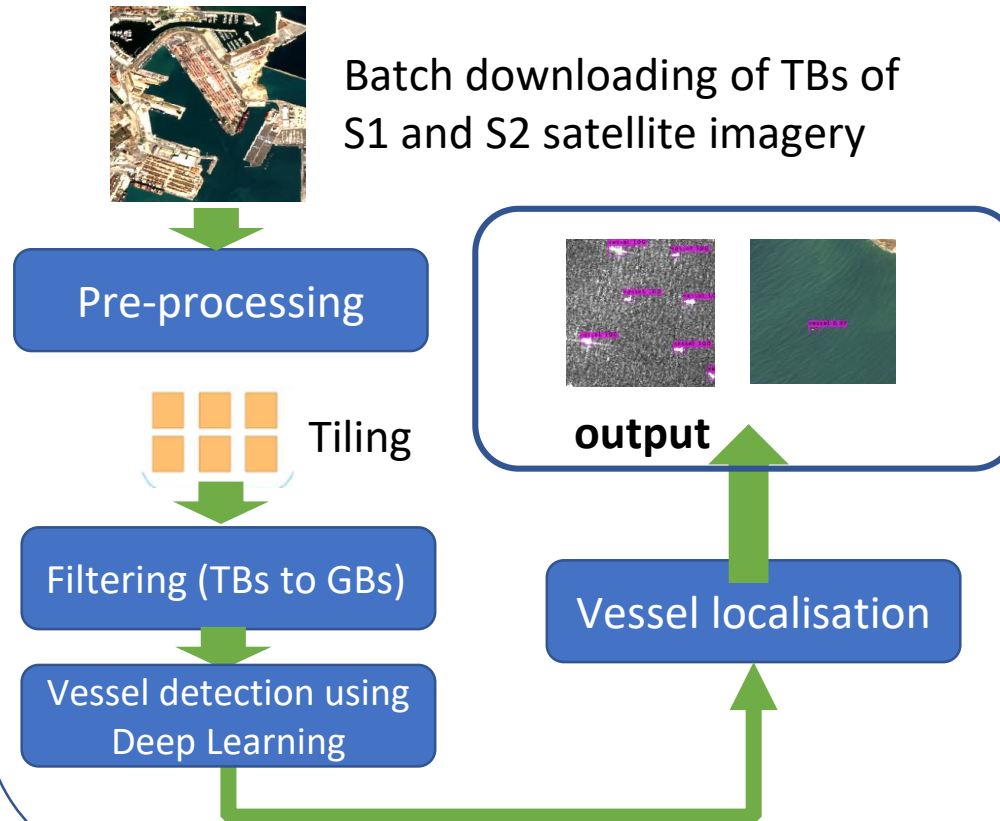 Batch downloading of TBs of
S1 and S2 satellite imagery
Pre-processing
Tiling
Filtering (TBs to GBs)
Vessel detection using
Deep Learning
Vessel localisation
output